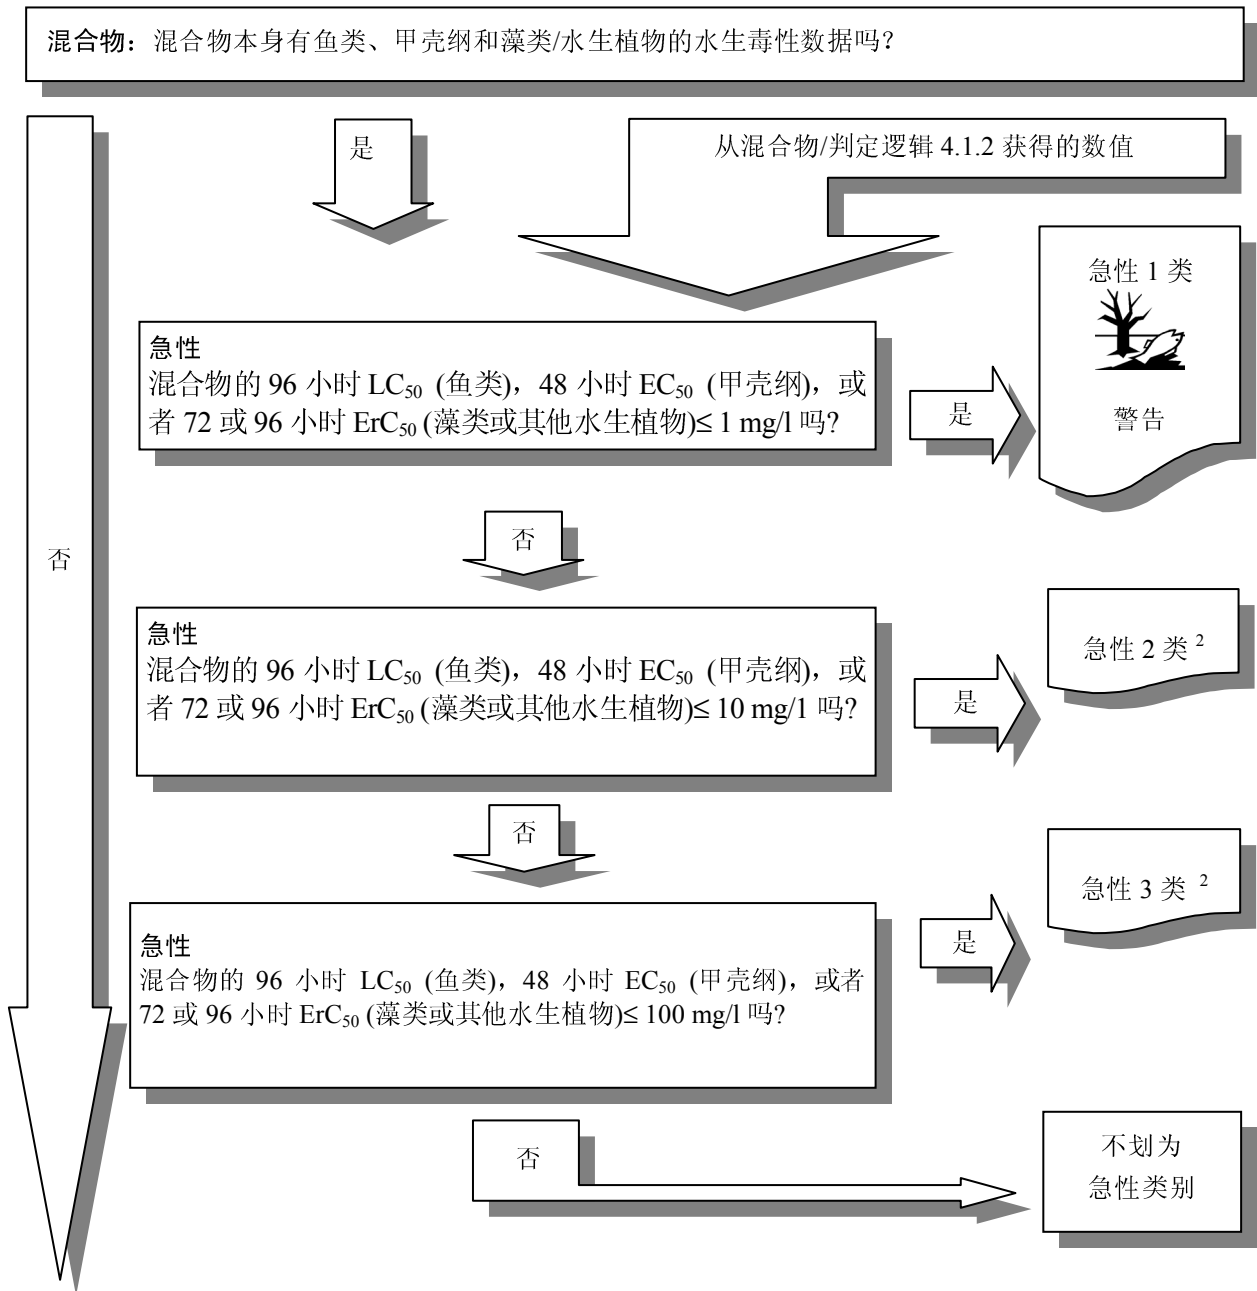 混合物：混合物本身有鱼类、甲壳纲和藻类/水生植物的水生毒性数据吗？
是
从混合物/判定逻辑 4.1.2 获得的数值
急性 1 类
警告
急性
混合物的 96 小时 LC50 (鱼类)，48 小时 EC50 (甲壳纲)，或
者 72 或 96 小时 ErC50 (藻类或其他水生植物)≤ 1 mg/l 吗?
是
否
否
急性
混合物的 96 小时 LC50 (鱼类)，48 小时 EC50 (甲壳纲)，或
者 72 或 96 小时 ErC50 (藻类或其他水生植物)≤ 10 mg/1 吗?
是
急性 2 类 2
否
急性
混合物的 96 小时 LC50 (鱼类)，48 小时 EC50 (甲壳纲)，或者
72 或 96 小时 ErC50 (藻类或其他水生植物)≤ 100 mg/l 吗?
是
急性 3 类 2
否
不划为
急性类别